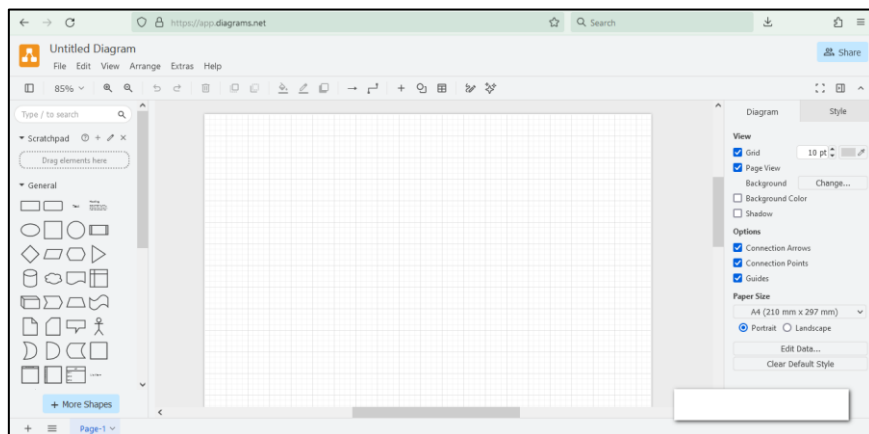 https://app.diagrams.net
Search
Untitled Diagram
File Edit View Arrange Extras Help
Share
85%
Type / to search
Scratchpad
Drag elements here
General
Text
Heading
+ More Shapes
Page-1
Diagram Style
View
Grid 10 pt
Page View
Background Change...
Background Color
Shadow
Options
Connection Arrows
Connection Points
Guides
Paper Size
A4 (210 mm x 297 mm)
Portrait Landscape
Edit Data...
Clear Default Style